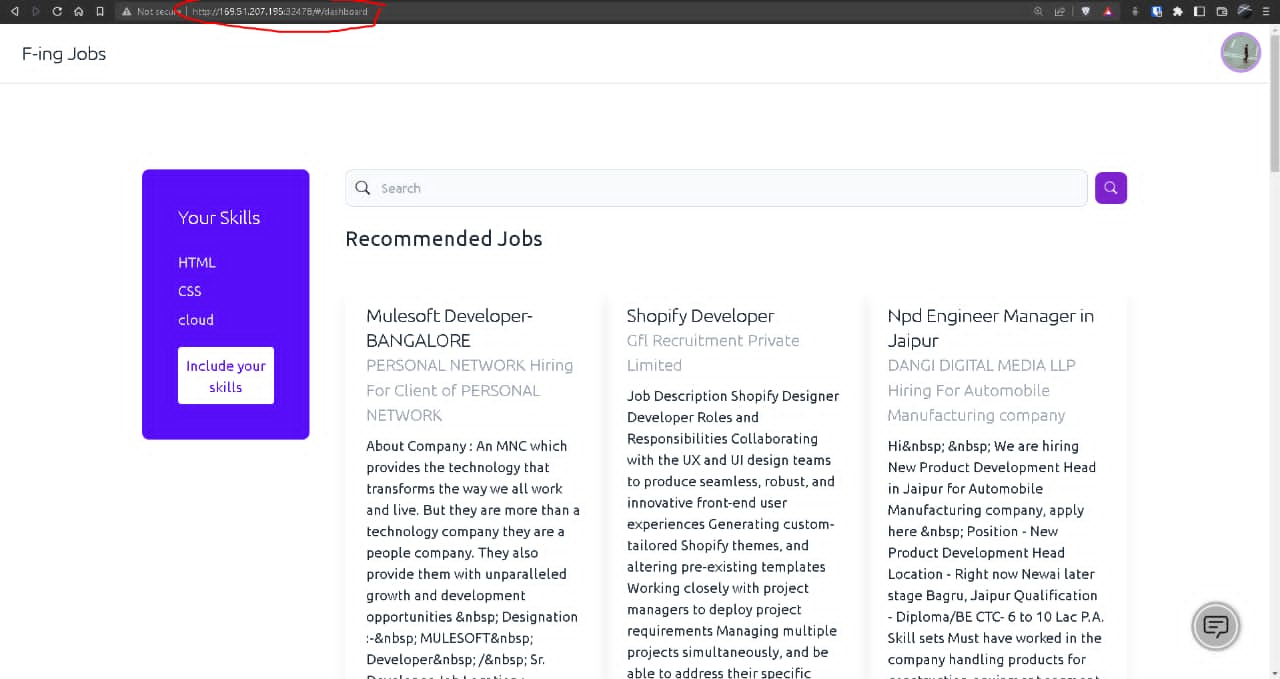 Not secure
http://169.51.207.195:32478/#/dashboard
F-ing Jobs
Your Skills
HTML
CSS
cloud
Include your
skills
Search
Recommended Jobs
Mulesoft Developer-
BANGALORE
PERSONAL NETWORK Hiring
For Client of PERSONAL
NETWORK
About Company : An MNC which
provides the technology that
transforms the way we all work
and live. But they are more than a
technology company they are a
people company. They also
provide them with unparalleled
growth and development
opportunities &nbsp; Designation
:-&nbsp; MULESOFT&nbsp;
Developer&nbsp; /&nbsp; Sr.
Developer Job Location :
Shopify Developer
Gfl Recruitment Private
Limited
Job Description Shopify Designer
Developer Roles and
Responsibilities Collaborating
with the UX and UI design teams
to produce seamless, robust, and
innovative front-end user
experiences Generating custom-
tailored Shopify themes, and
altering pre-existing templates
Working closely with project
managers to deploy project
requirements Managing multiple
projects simultaneously, and be
able to address their specific
Npd Engineer Manager in
Jaipur
DANGI DIGITAL MEDIA LLP
Hiring For Automobile
Manufacturing company
Hi&nbsp; &nbsp; We are hiring
New Product Development Head
in Jaipur for Automobile
Manufacturing company, apply
here &nbsp; Position - New
Product Development Head
Location - Right now Newai later
stage Bagru, Jaipur Qualification
- Diploma/BE CTC- 6 to 10 Lac P.A.
Skill sets Must have worked in the
company handling products for
construction equipment segment